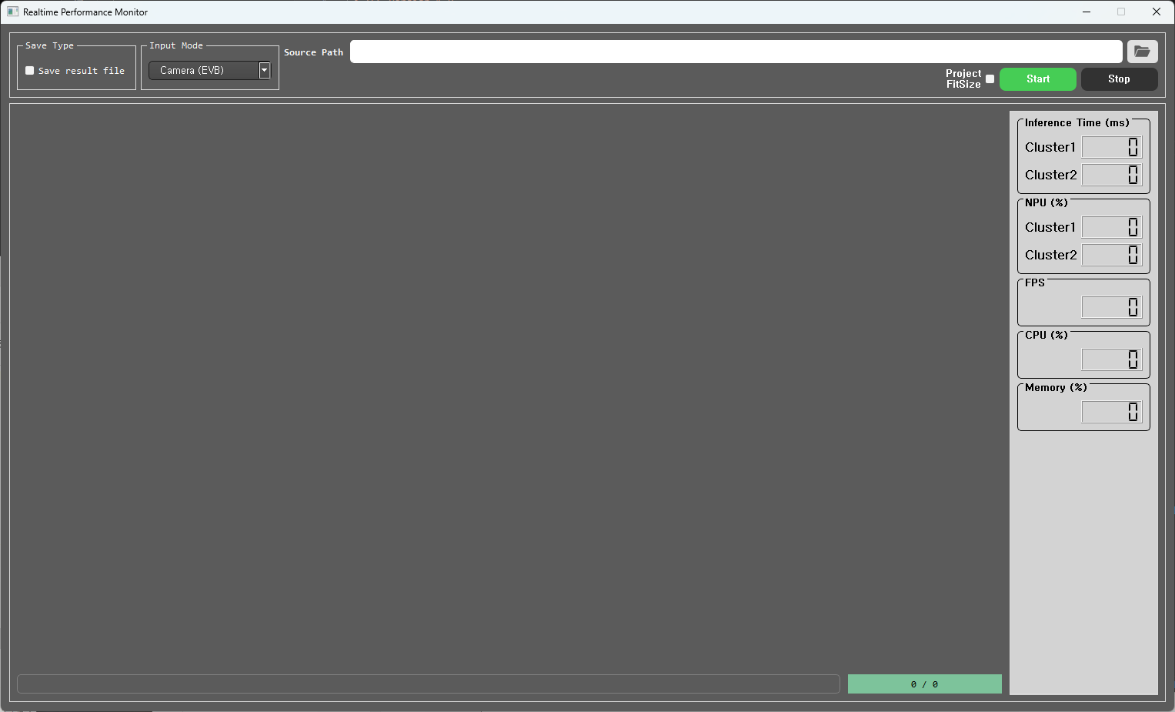 Realtime Performance Monitor
Save Type
Save result file
Input Mode
Camera (EVB)
Source Path
Project
FitSize
Start
Stop
Inference Time (ms)
Cluster1 0
Cluster2 0
NPU (%)
Cluster1 0
Cluster2 0
FPS
0
CPU (%)
0
Memory (%)
0
0 / 0